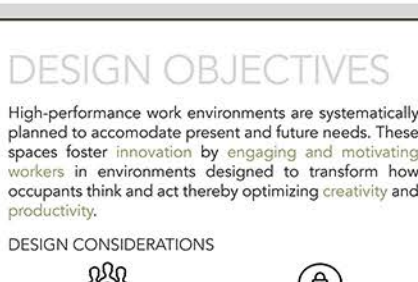 DESIGN OBJECTIVES
High-performance work environments are systematically
planned to accomodate present and future needs. These
spaces foster innovation by engaging and motivating
workers in environments designed to transform how
occupants think and act thereby optimizing creativity and
productivity.
DESIGN CONSIDERATIONS